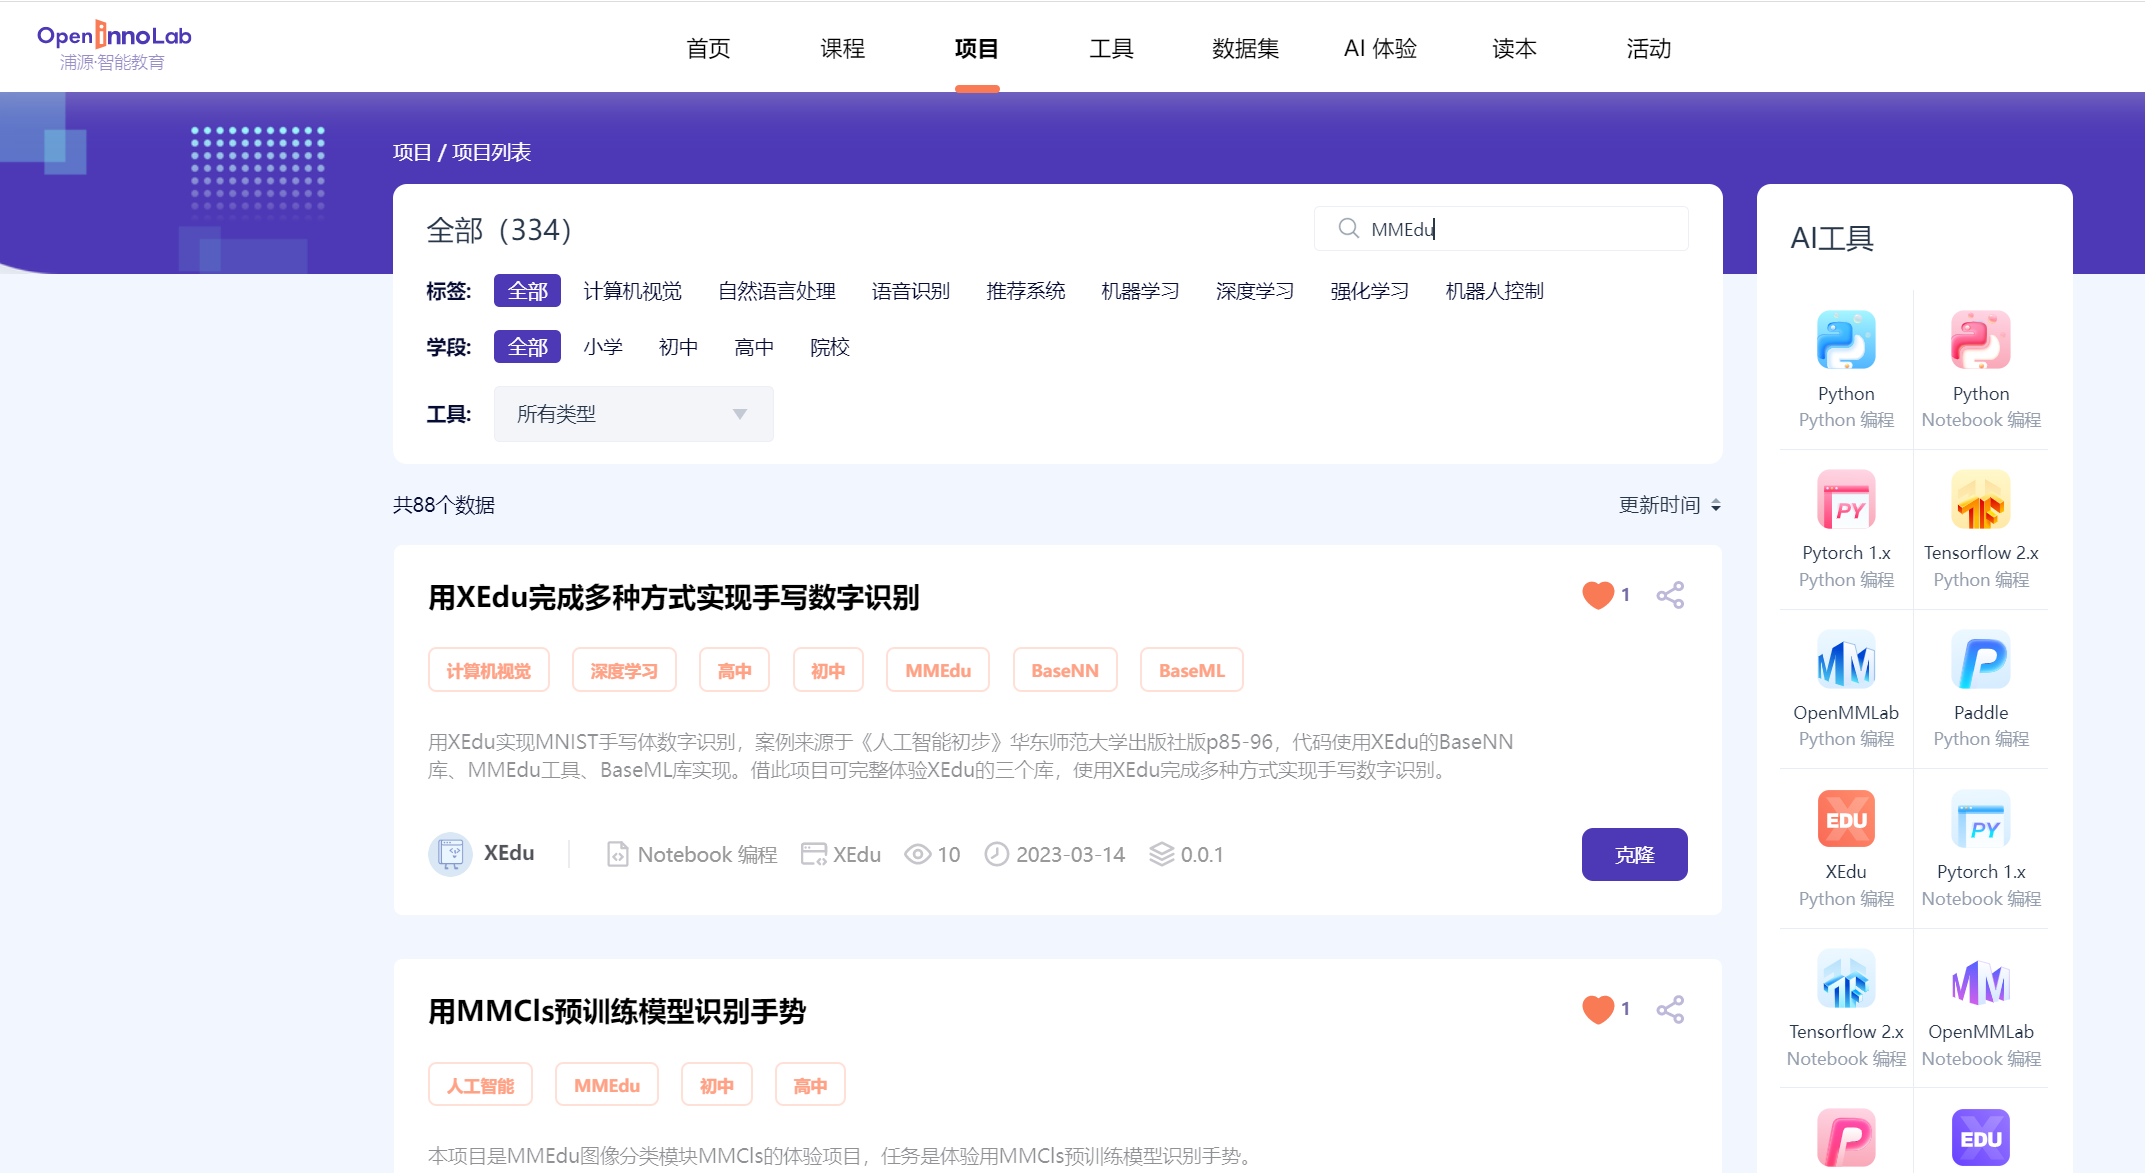 OpenInnoLab
浦源·智能教育
首页 课程 项目 工具 数据集 AI 体验 读本 活动
项目 / 项目列表
全部（334）
MMEdu
标签: 全部 计算机视觉 自然语言处理 语音识别 推荐系统 机器学习 深度学习 强化学习 机器人控制
学段: 全部 小学 初中 高中 院校
工具: 所有类型
共88个数据 更新时间
用XEdu完成多种方式实现手写数字识别
1
计算机视觉 深度学习 高中 初中 MMEdu BaseNN BaseML
用XEdu实现MNIST手写体数字识别，案例来源于《人工智能初步》华东师范大学出版社版p85-96，代码使用XEdu的BaseNN
库、MMEdu工具、BaseML库实现。借此项目可完整体验XEdu的三个库，使用XEdu完成多种方式实现手写数字识别。
XEdu Notebook 编程 XEdu 10 2023-03-14 0.0.1 克隆
用MMCls预训练模型识别手势
1
人工智能 MMEdu 初中 高中
本项目是MMEdu图像分类模块MMCls的体验项目，任务是体验用MMCls预训练模型识别手势。
AI工具
Python Python
Python 编程 Notebook 编程
PY TF
Pytorch 1.x Tensorflow 2.x
Python 编程 Python 编程
MM P
OpenMMLab Paddle
Python 编程 Python 编程
EDU PY
XEdu Pytorch 1.x
Python 编程 Notebook 编程
TF MM
Tensorflow 2.x OpenMMLab
Notebook 编程 Notebook 编程
P EDU